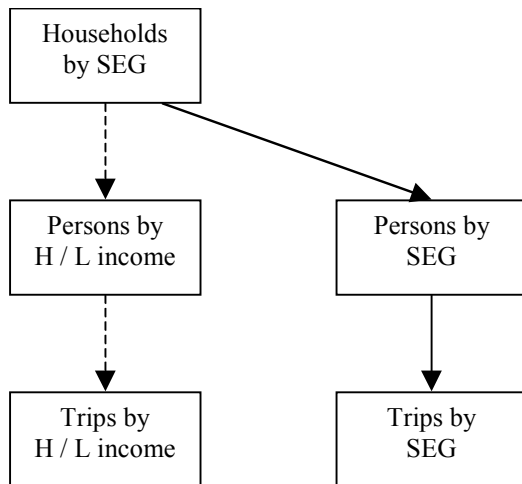 Households
by SEG
Persons by
H / L income
Persons by
SEG
Trips by
H / L income
Trips by
SEG